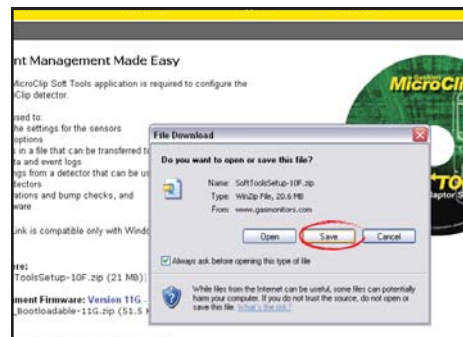 nt Management Made Easy
MicroClip Soft Tools application is required to configure the
Clip detector.
sed to:
he settings for the sensors
options
s in a file that can be transferred to
ta and event logs
ngs from a detector that can be us
tectors
ations and bump checks, and
ware
ink is compatible only with Windo
re:
ToolsSetup-10F.zip (21 MB)
ment Firmware: Version 11G -
_Bootloadable-11G.zip (51.5 K
MicroCli
TO
aptor S
File Download
Do you want to open or save this file?
Name: SoftToolsSetup-10F.zip
Type: WinZip File, 20.6 MB
From: www.gasmonitors.com
Open Save Cancel
Always ask before opening this type of file
While files from the Internet can be useful, some files can potentially
harm your computer. If you do not trust the source, do not open or
save this file. What's the risk?